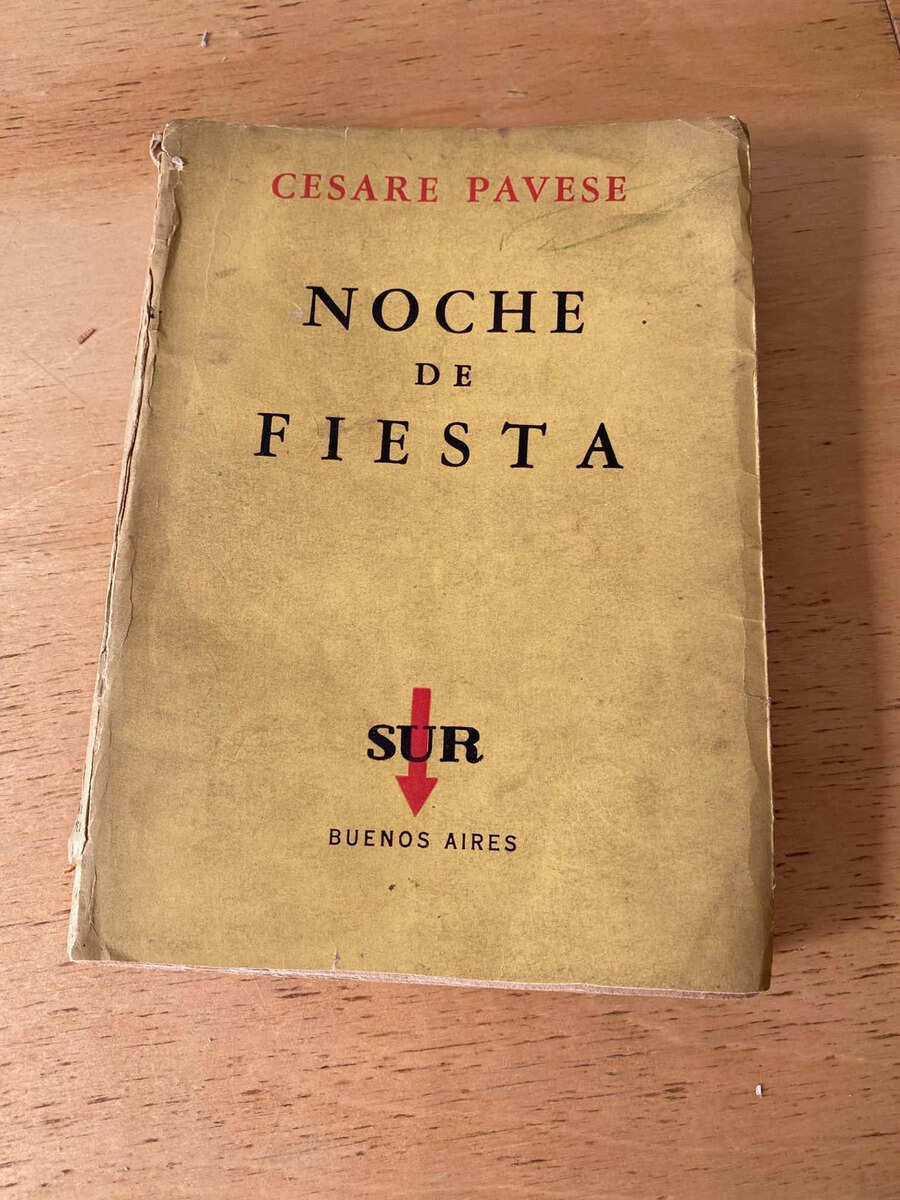 CESARE PAVESE
NOCHE
DE
FIESTA
SUR
BUENOS AIRES